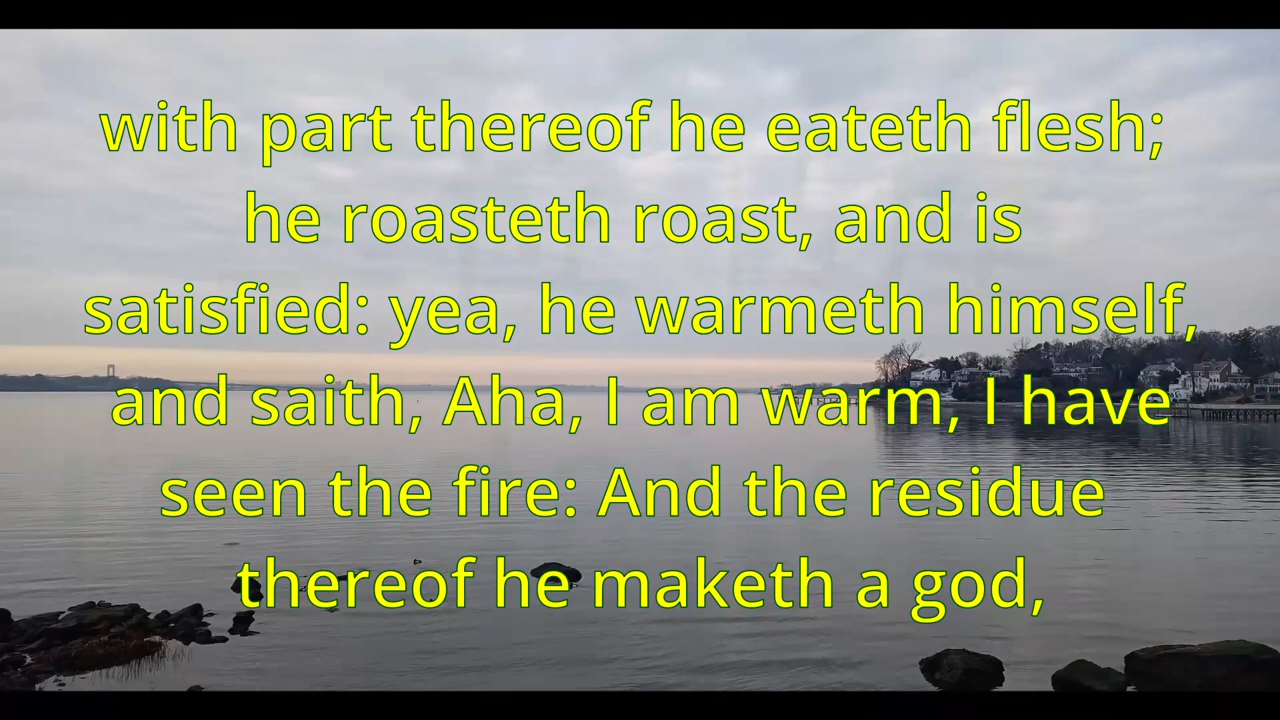 with part thereof he eateth flesh;
he roasteth roast, and is
satisfied: yea, he warmeth himself,
and saith, Aha, I am warm, I have
seen the fire: And the residue
thereof he maketh a god,